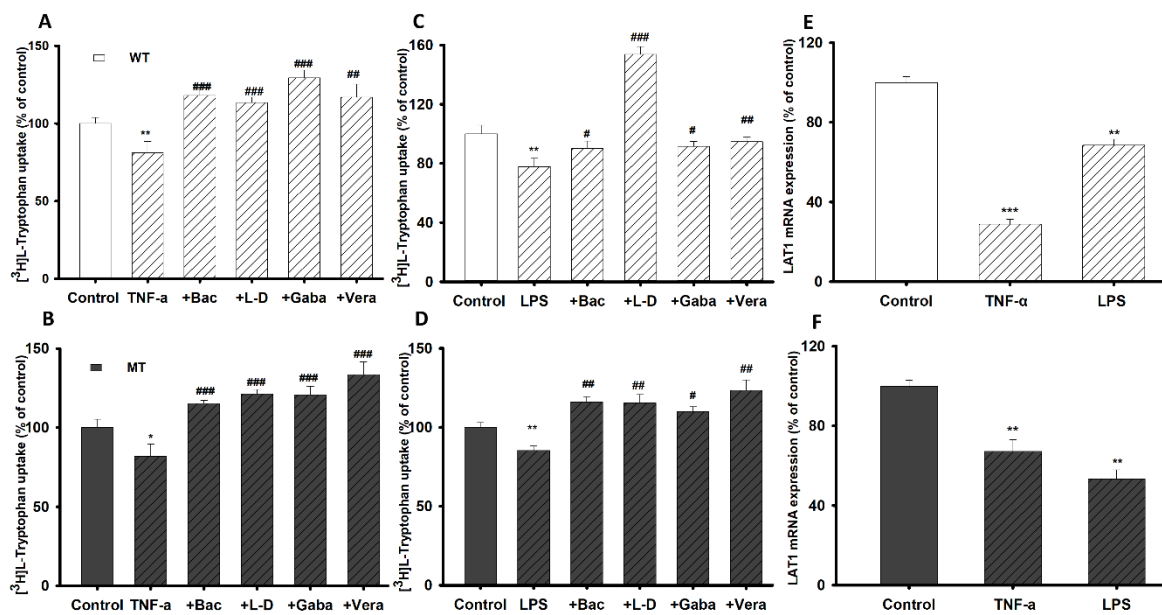 A
[³H]L-Tryptophan uptake (% of control)
150
100
50
0
WT
**
###
###
###
##
Control TNF-a +Bac +L-D +Gaba +Vera
B
[³H]L-Tryptophan uptake (% of control)
150
100
50
0
MT
*
###
###
###
###
Control TNF-a +Bac +L-D +Gaba +Vera
C
[³H]L-Tryptophan uptake (% of control)
160
120
80
40
0
**
#
###
#
##
Control LPS +Bac +L-D +Gaba +Vera
D
[³H]L-Tryptophan uptake (% of control)
150
100
50
0
**
##
##
#
##
Control LPS +Bac +L-D +Gaba +Vera
E
LAT1 mRNA expression (% of control)
120
80
40
0
***
**
Control TNF-α LPS
F
LAT1 mRNA expression (% of control)
120
80
40
0
**
**
Control TNF-a LPS